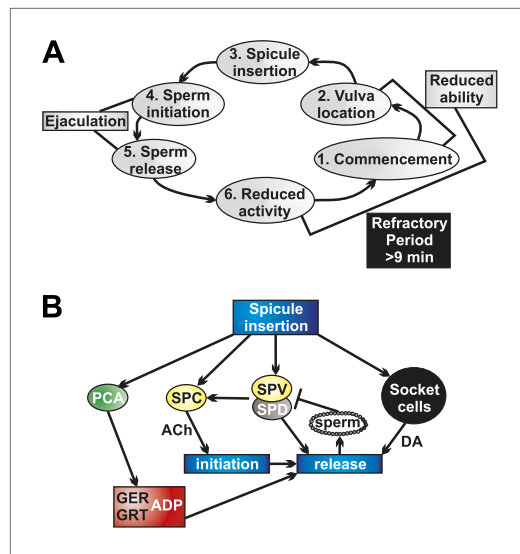 A
3. Spicule
insertion
4. Sperm
initiation
2. Vulva
location
Reduced
ability
Ejaculation
5. Sperm
release
1. Commencement
6. Reduced
activity
Refractory
Period
>9 min
B
Spicule
insertion
PCA
SPC
SPV
SPD
Socket
cells
sperm
ACh
DA
initiation
release
GER
GRT
ADP